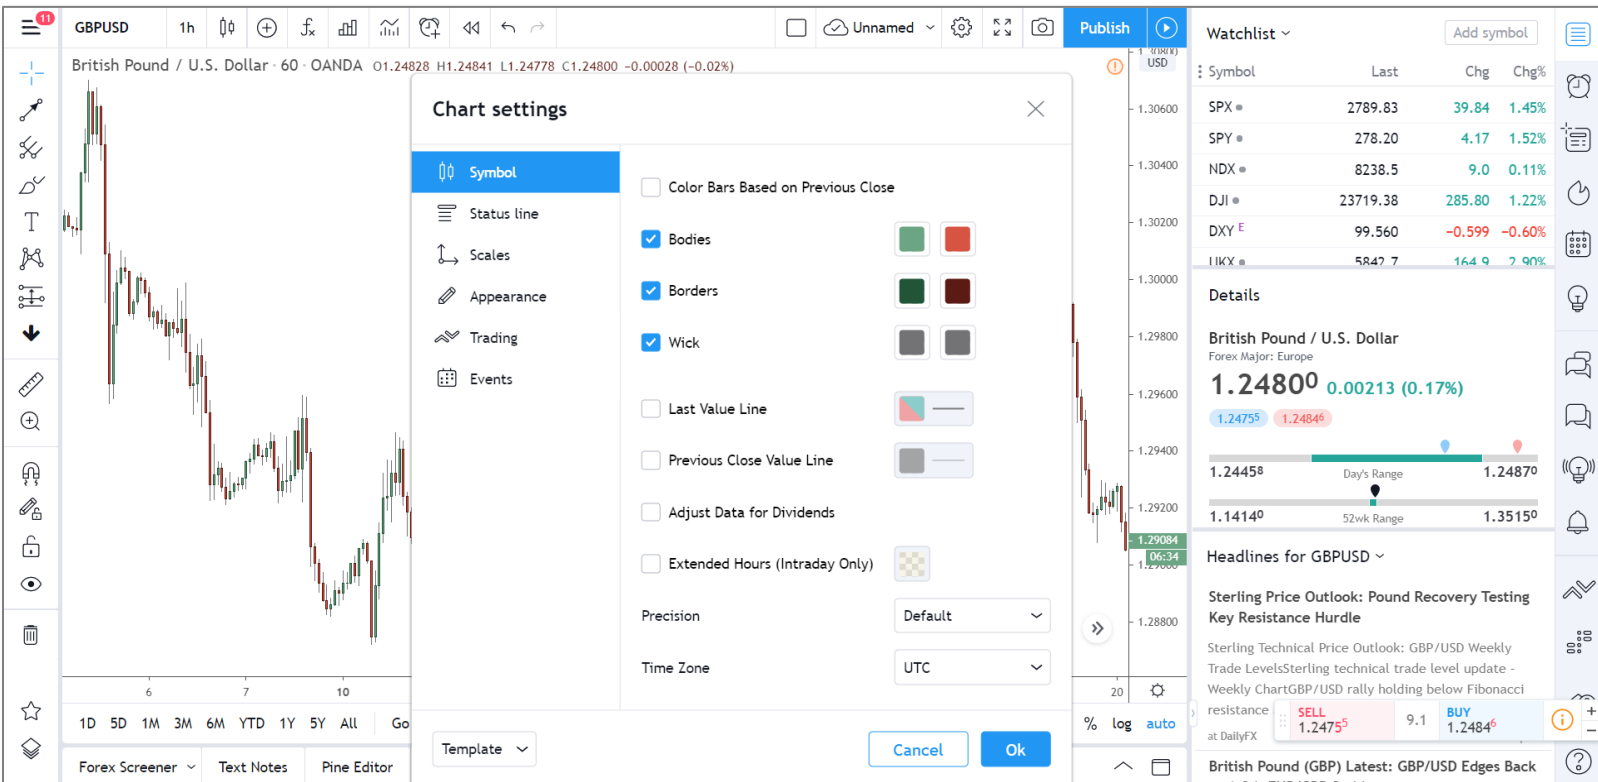 11
GBPUSD
1h
Unnamed
Publish
British Pound / U.S. Dollar · 60 · OANDA O1.24828 H1.24841 L1.24778 C1.24800 −0.00028 (−0.02%)
USD
1.30600
1.30400
1.30200
1.30000
1.29800
1.29600
1.29400
1.29200
1.29084
06:34
1.28800
6
7
10
20
1D 5D 1M 3M 6M YTD 1Y 5Y All
Go
% log auto
Forex Screener
Text Notes
Pine Editor
Chart settings
Symbol
Status line
Scales
Appearance
Trading
Events
Color Bars Based on Previous Close
Bodies
Borders
Wick
Last Value Line
Previous Close Value Line
Adjust Data for Dividends
Extended Hours (Intraday Only)
Precision
Default
Time Zone
UTC
Template
Cancel
Ok
Watchlist
Add symbol
Symbol Last Chg Chg%
SPX 2789.83 39.84 1.45%
SPY 278.20 4.17 1.52%
NDX 8238.5 9.0 0.11%
DJI 23719.38 285.80 1.22%
DXY E 99.560 −0.599 −0.60%
UKX 5842.7 164.9 2.90%
Details
British Pound / U.S. Dollar
Forex Major: Europe
1.24800 0.00213 (0.17%)
1.24755 1.24846
1.24458 Day's Range 1.24870
1.14140 52wk Range 1.35150
Headlines for GBPUSD
Sterling Price Outlook: Pound Recovery Testing
Key Resistance Hurdle
Sterling Technical Price Outlook: GBP/USD Weekly
Trade LevelsSterling technical trade level update -
Weekly ChartGBP/USD rally holding below Fibonacci
resistance
at DailyFX
SELL
1.24755
9.1
BUY
1.24846
British Pound (GBP) Latest: GBP/USD Edges Back